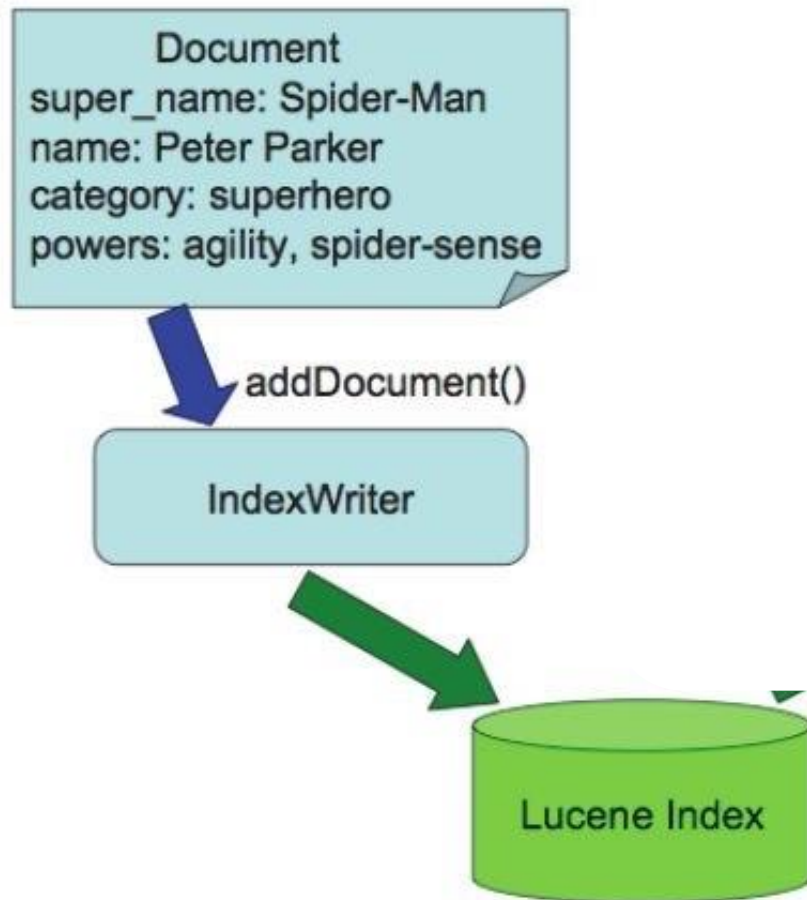 Document
super_name: Spider-Man
name: Peter Parker
category: superhero
powers: agility, spider-sense
addDocument()
IndexWriter
Lucene Index